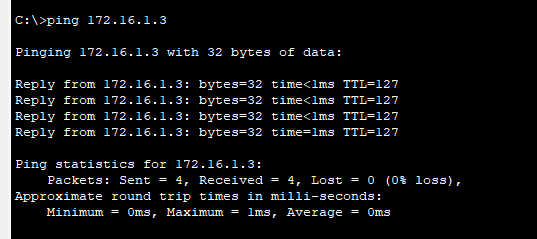 C:\>ping 172.16.1.3
Pinging 172.16.1.3 with 32 bytes of data:
Reply from 172.16.1.3: bytes=32 time<1ms TTL=127
Reply from 172.16.1.3: bytes=32 time<1ms TTL=127
Reply from 172.16.1.3: bytes=32 time<1ms TTL=127
Reply from 172.16.1.3: bytes=32 time=1ms TTL=127
Ping statistics for 172.16.1.3:
    Packets: Sent = 4, Received = 4, Lost = 0 (0% loss),
Approximate round trip times in milli-seconds:
    Minimum = 0ms, Maximum = 1ms, Average = 0ms